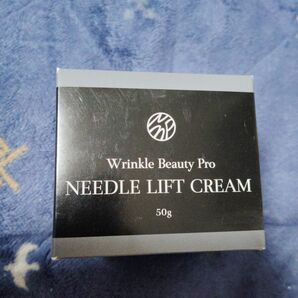 Wrinkle Beauty Pro
NEEDLE LIFT CREAM
50g